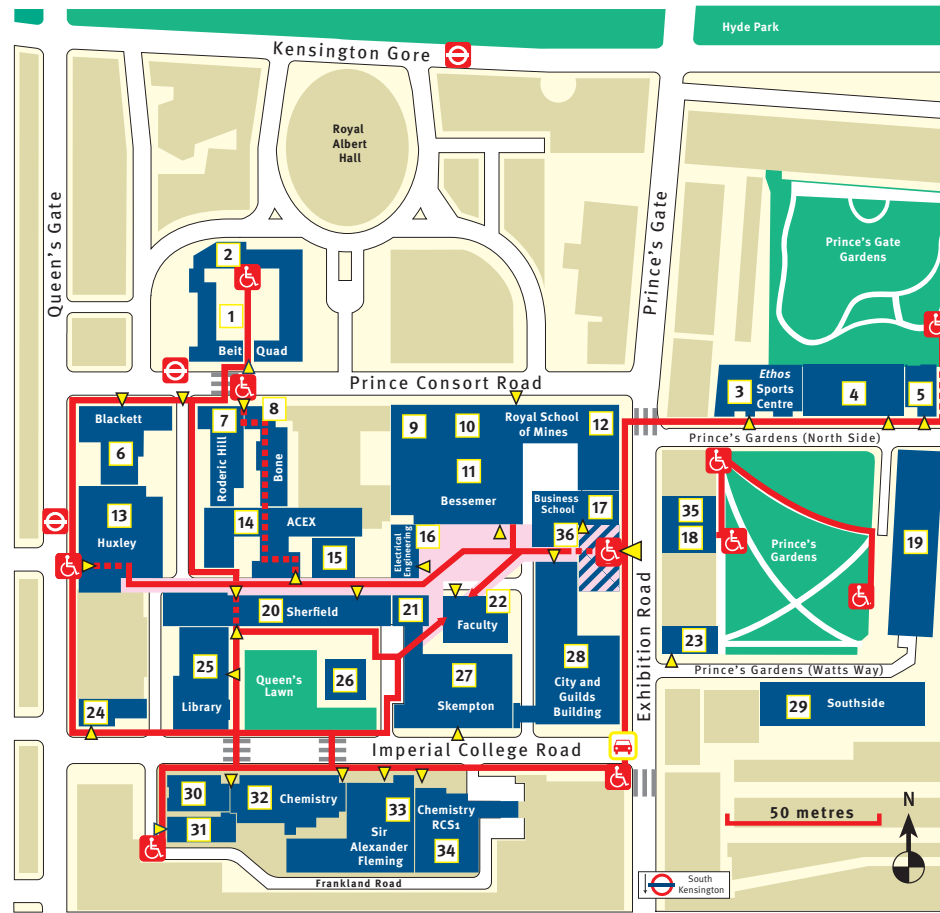 Hyde Park
Kensington Gore
Royal
Albert
Hall
Queen's Gate
Prince's Gate
Prince's Gate
Gardens
2
1
Beit Quad
Prince Consort Road
Ethos
Sports
Centre
3
4
5
Prince's Gardens (North Side)
Blackett
6
7
8
Roderic Hill
Bone
9
10
Royal School
of Mines
12
11
Bessemer
13
Huxley
14
ACEX
15
Electrical
Engineering
16
Business
School
17
36
35
18
Prince's
Gardens
19
20
Sherfield
21
22
Faculty
23
Prince's Gardens (Watts Way)
Exhibition Road
24
25
Library
Queen's
Lawn
26
27
Skempton
28
City and
Guilds
Building
29
Southside
Imperial College Road
30
31
32
Chemistry
33
Sir
Alexander
Fleming
Chemistry
RCS1
34
Frankland Road
50 metres
N
South
Kensington